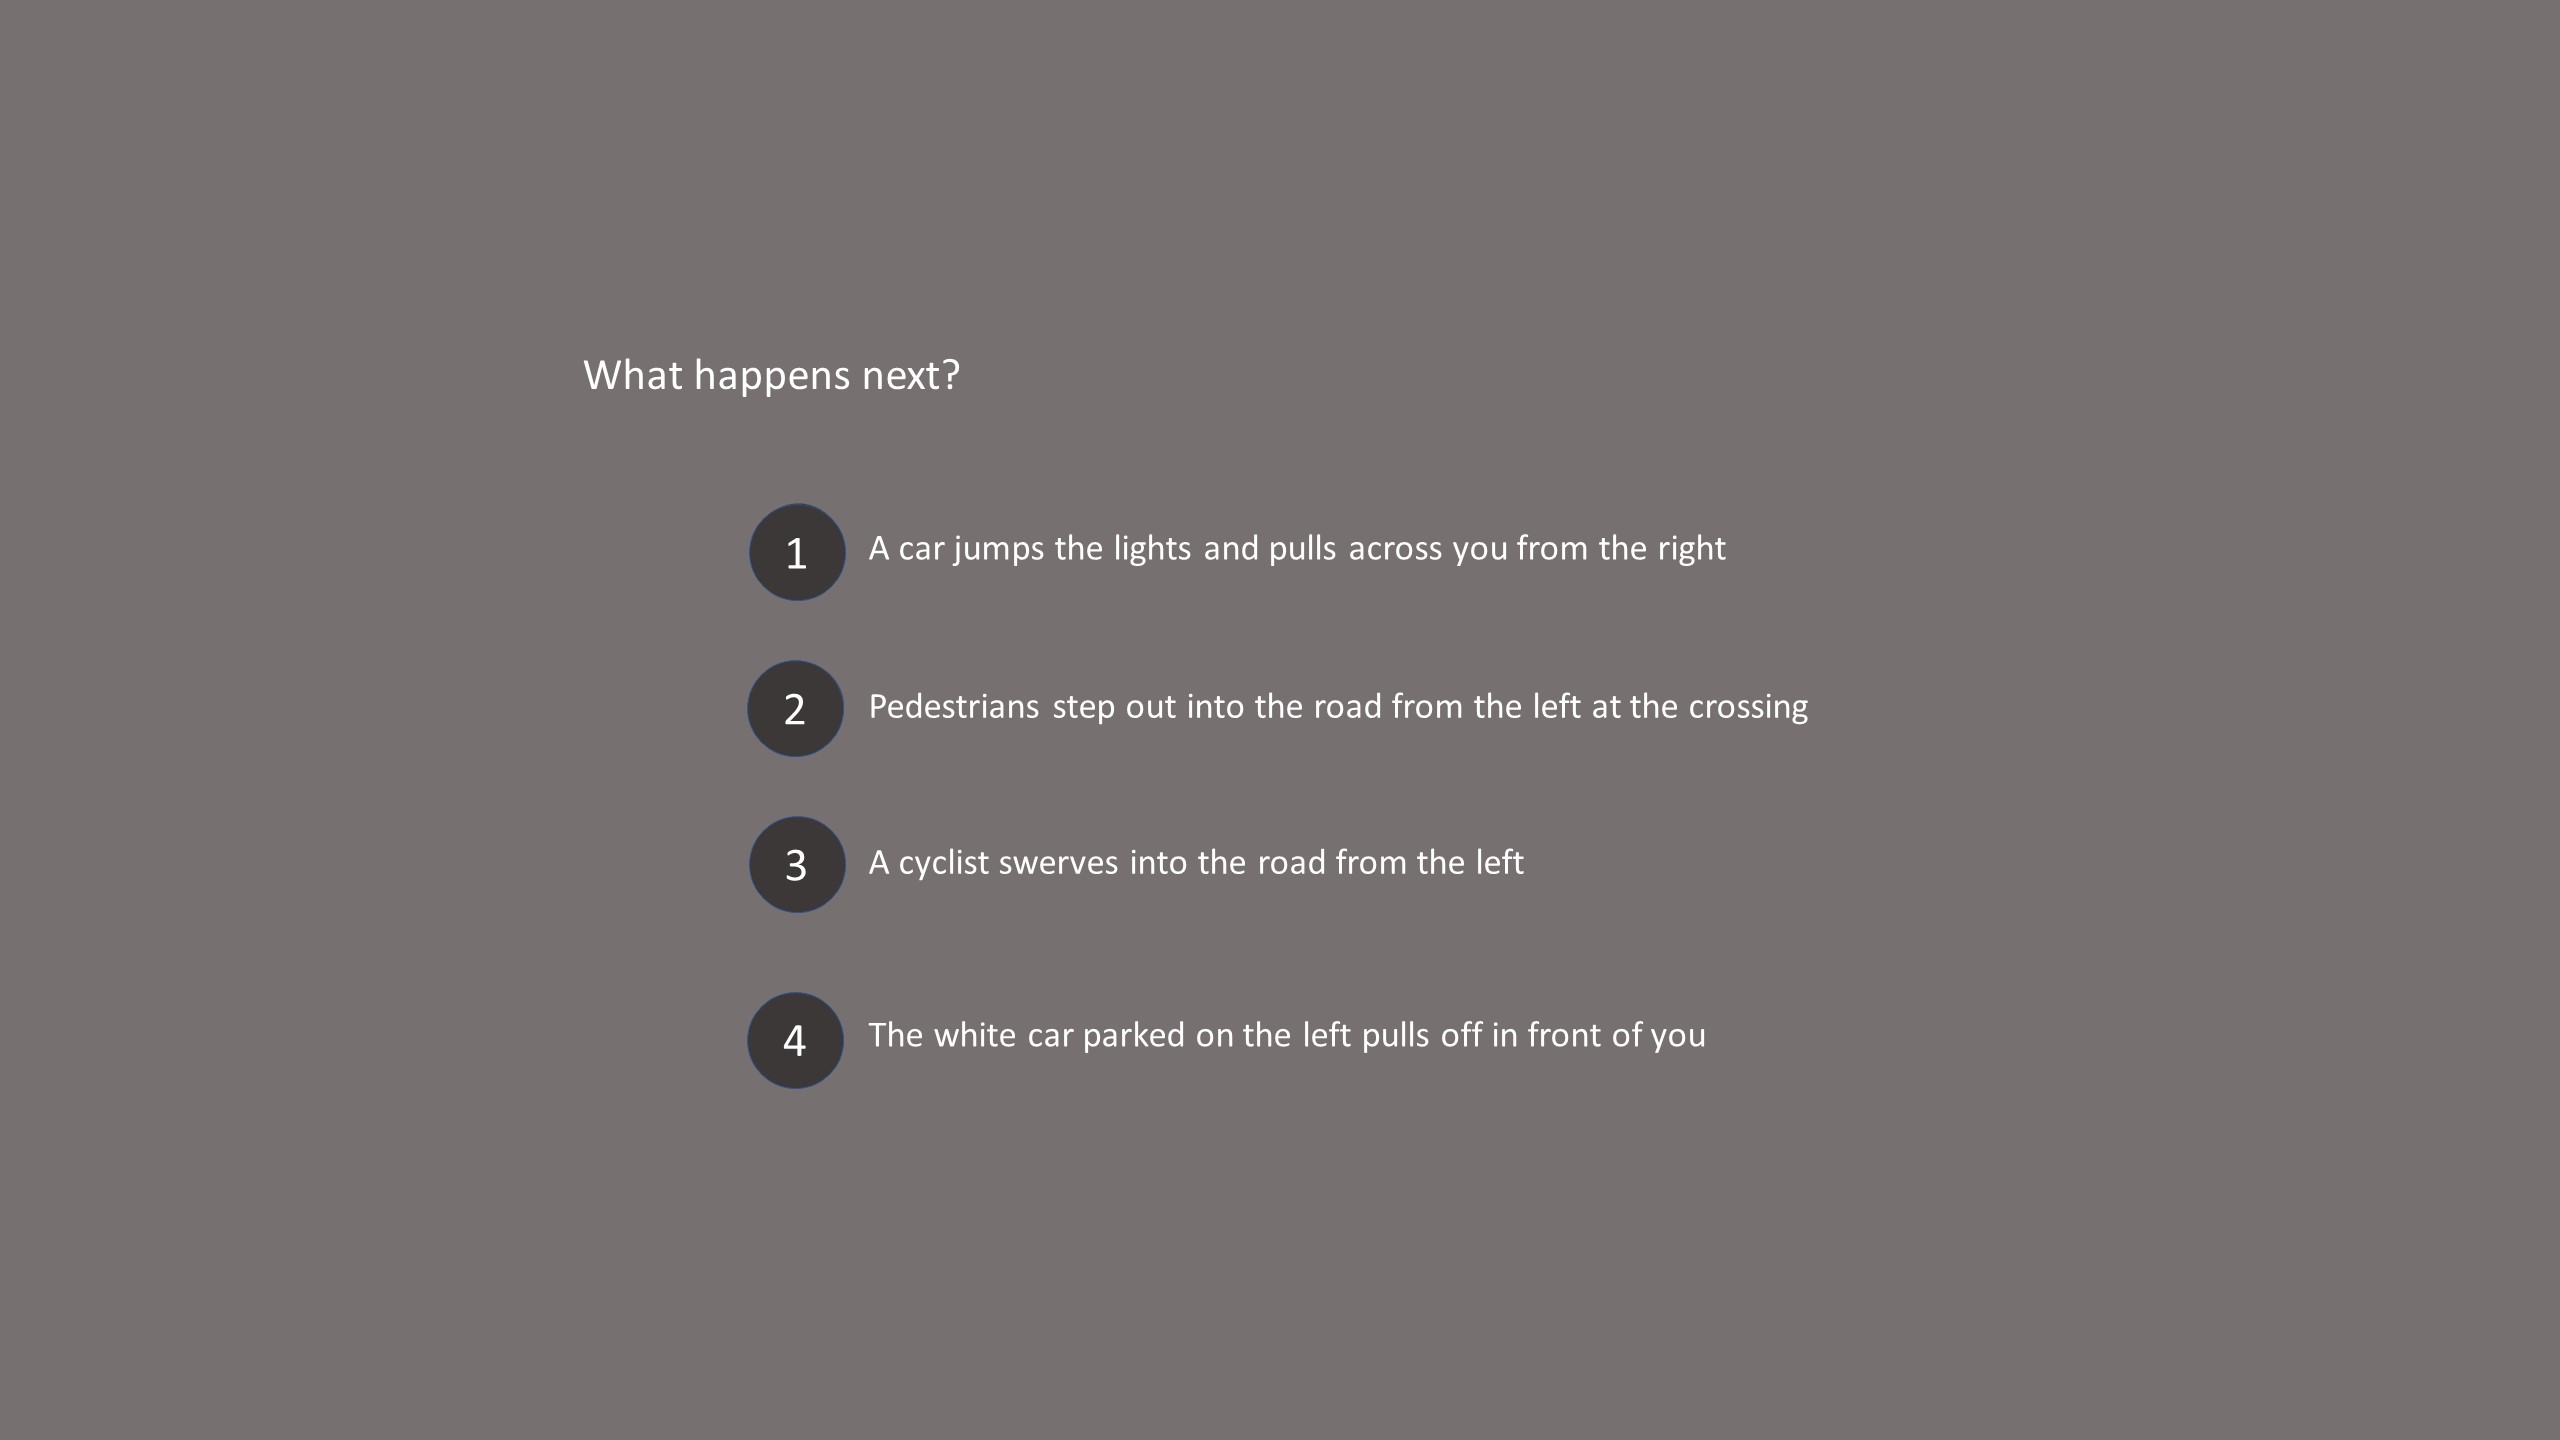 What happens next?
1 A car jumps the lights and pulls across you from the right
2 Pedestrians step out into the road from the left at the crossing
3 A cyclist swerves into the road from the left
4 The white car parked on the left pulls off in front of you